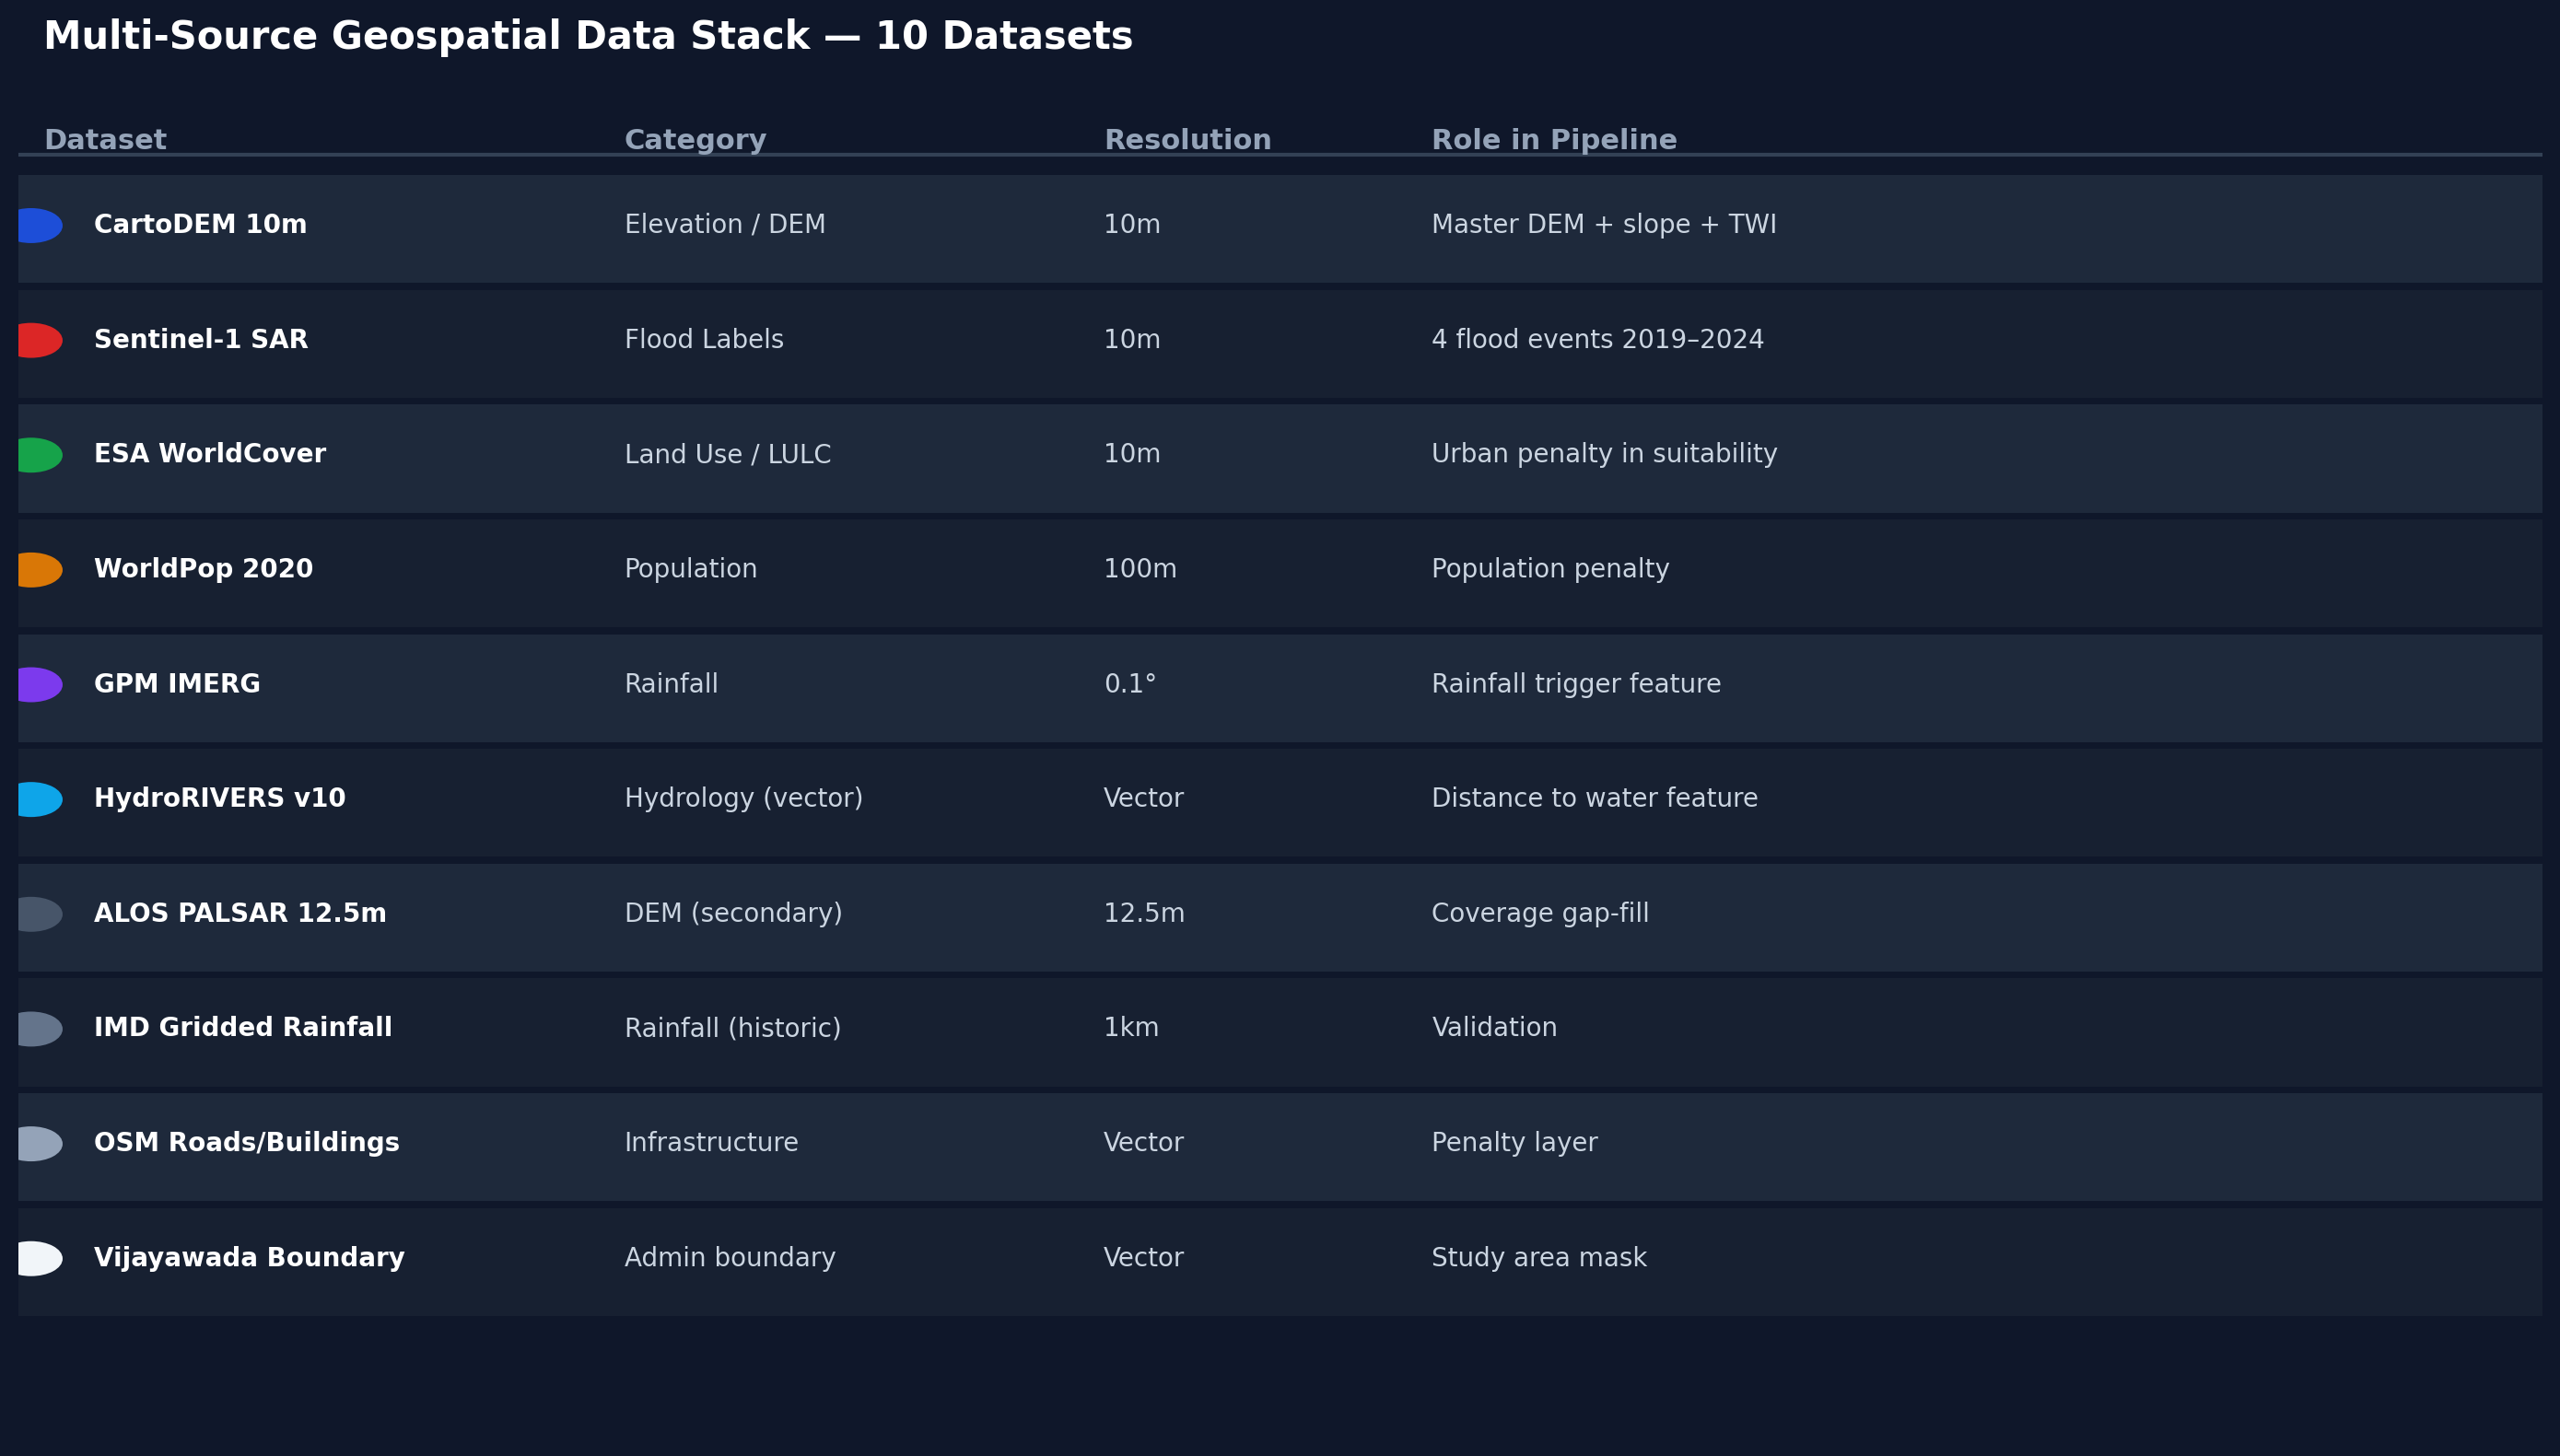 Multi-Source Geospatial Data Stack — 10 Datasets
Dataset Category Resolution Role in Pipeline
CartoDEM 10m Elevation / DEM 10m Master DEM + slope + TWI
Sentinel-1 SAR Flood Labels 10m 4 flood events 2019–2024
ESA WorldCover Land Use / LULC 10m Urban penalty in suitability
WorldPop 2020 Population 100m Population penalty
GPM IMERG Rainfall 0.1° Rainfall trigger feature
HydroRIVERS v10 Hydrology (vector) Vector Distance to water feature
ALOS PALSAR 12.5m DEM (secondary) 12.5m Coverage gap-fill
IMD Gridded Rainfall Rainfall (historic) 1km Validation
OSM Roads/Buildings Infrastructure Vector Penalty layer
Vijayawada Boundary Admin boundary Vector Study area mask